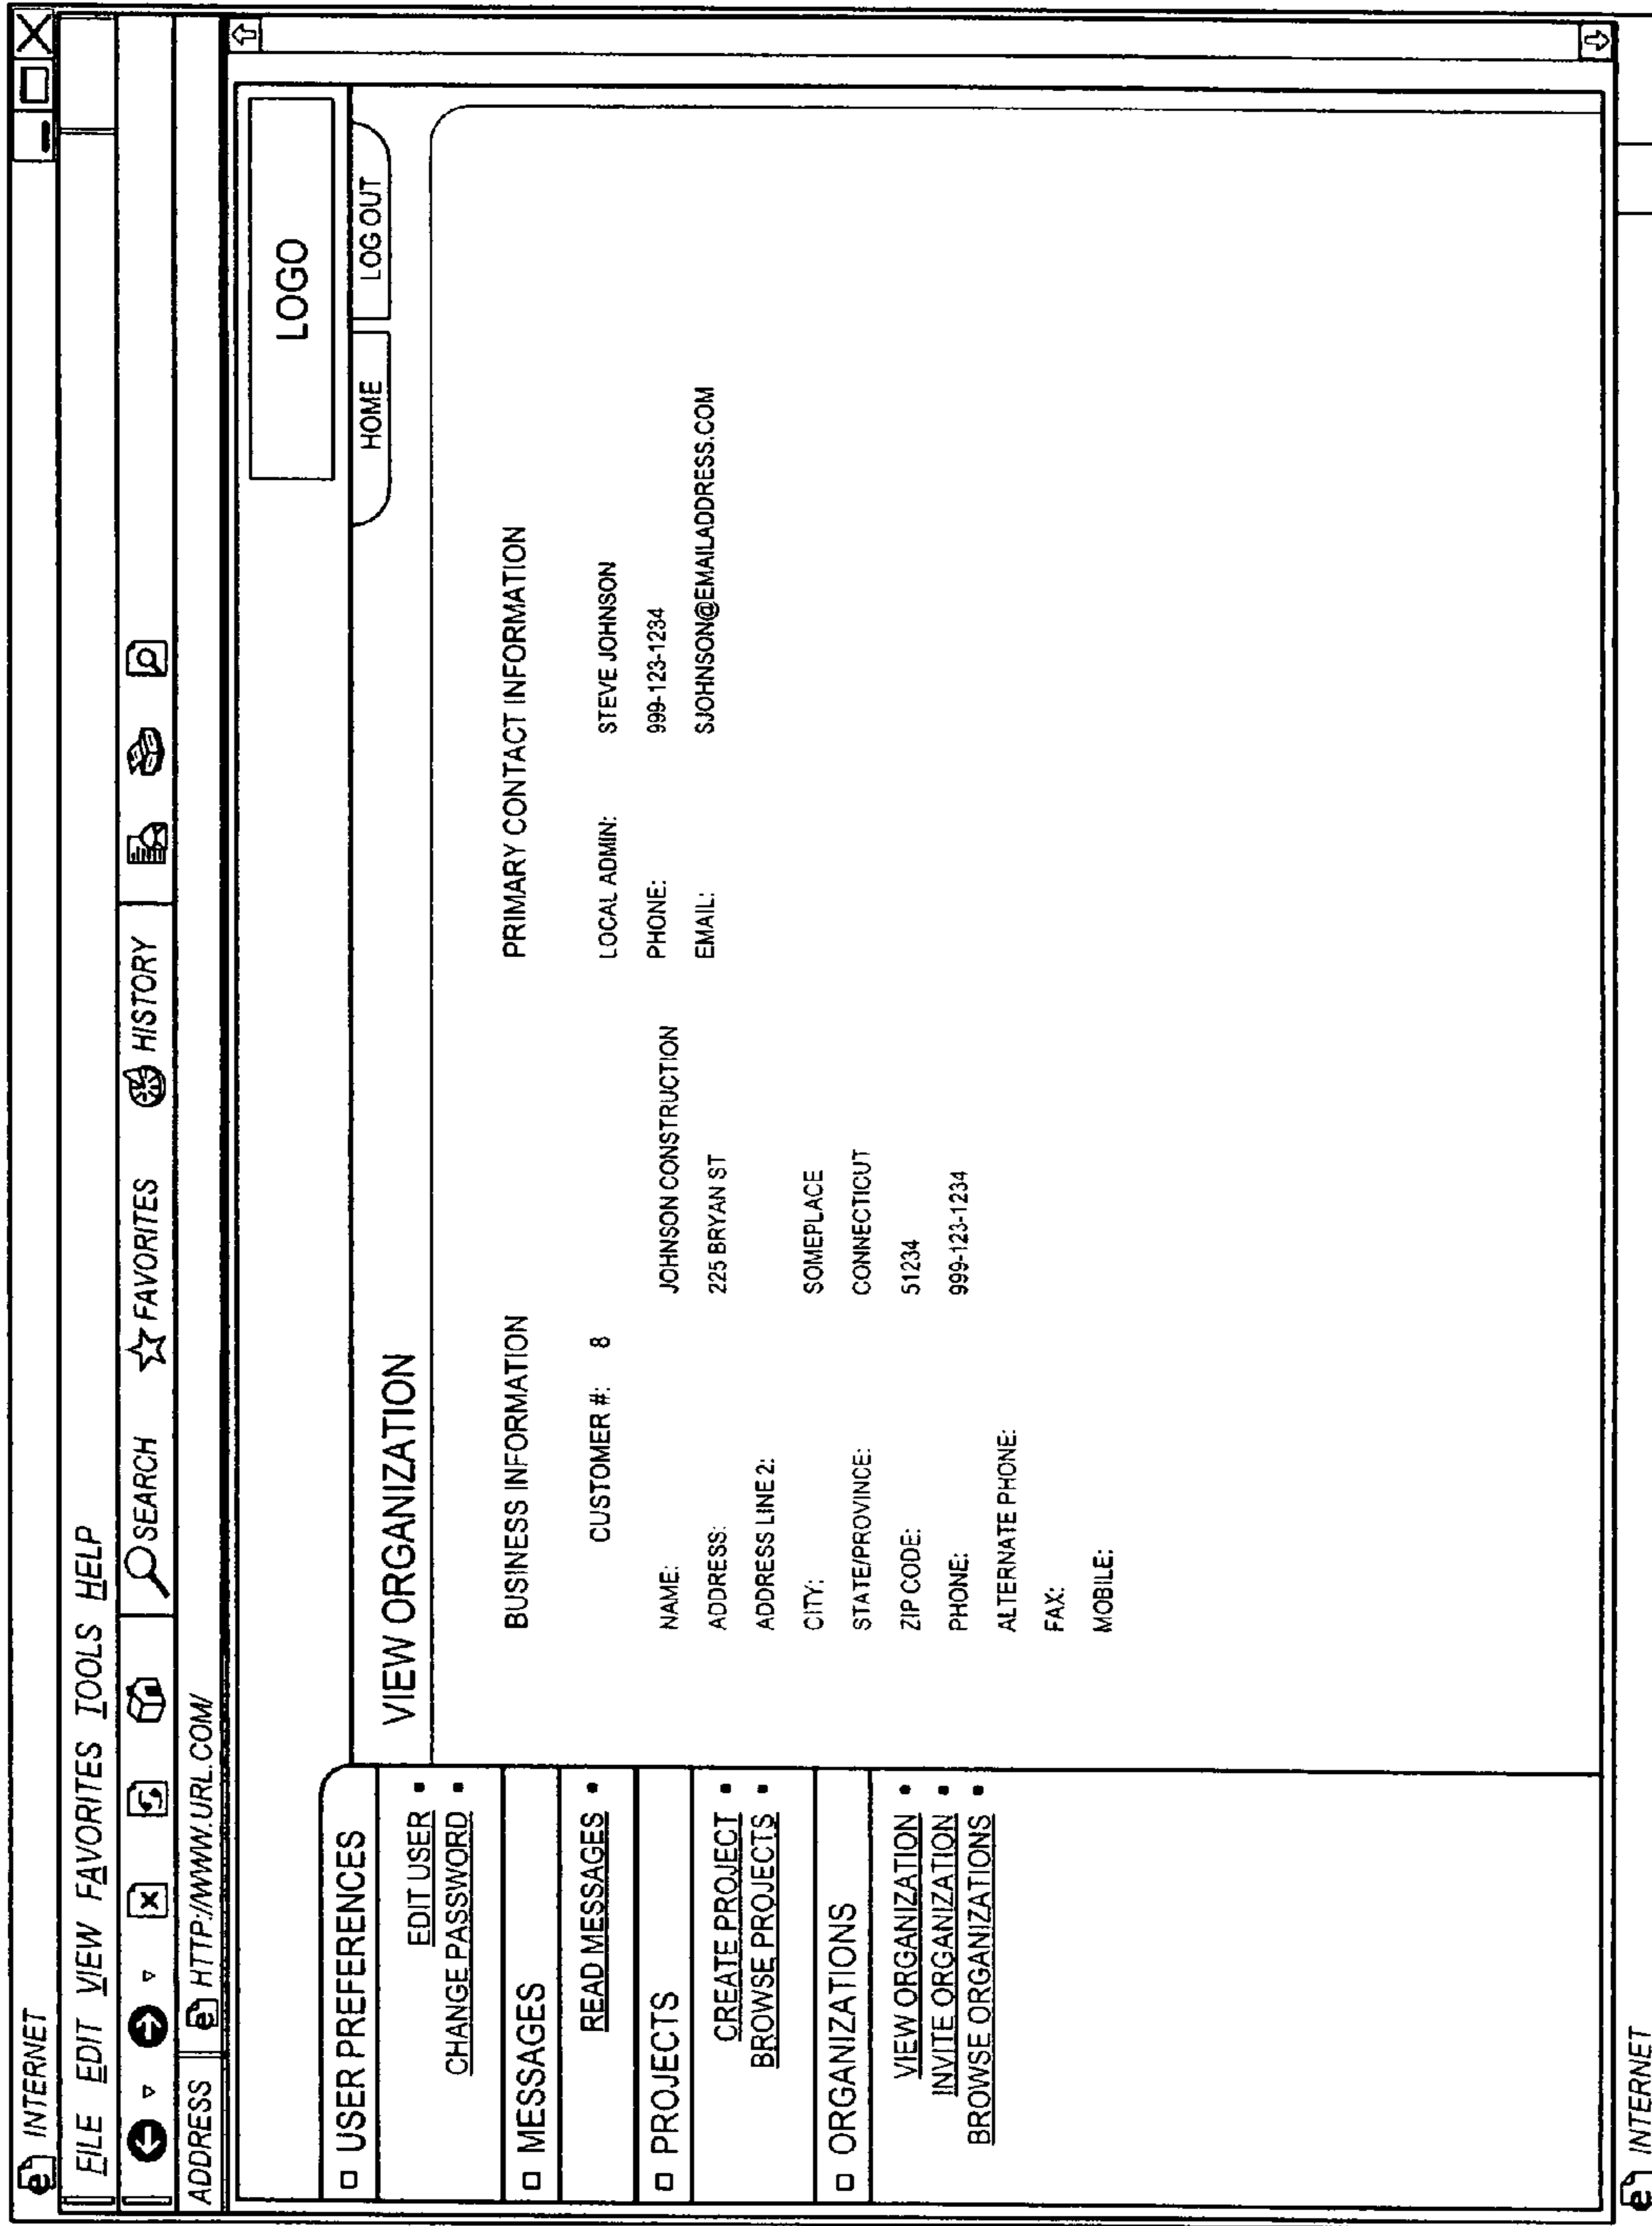 INTERNET
FILE EDIT VIEW FAVORITES TOOLS HELP
SEARCH FAVORITES HISTORY
ADDRESS HTTP://WWW.URL.COM/
LOGO
HOME LOG OUT
USER PREFERENCES
EDIT USER
CHANGE PASSWORD
MESSAGES
READ MESSAGES
PROJECTS
CREATE PROJECT
BROWSE PROJECTS
ORGANIZATIONS
VIEW ORGANIZATION
INVITE ORGANIZATION
BROWSE ORGANIZATIONS
VIEW ORGANIZATION
BUSINESS INFORMATION
CUSTOMER #: 8
NAME: JOHNSON CONSTRUCTION
ADDRESS: 225 BRYAN ST
ADDRESS LINE 2:
CITY: SOMEPLACE
STATE/PROVINCE: CONNECTICUT
ZIP CODE: 51234
PHONE: 999-123-1234
ALTERNATE PHONE:
FAX:
MOBILE:
PRIMARY CONTACT INFORMATION
LOCAL ADMIN: STEVE JOHNSON
PHONE: 999-123-1234
EMAIL: SJOHNSON@EMAILADDRESS.COM
INTERNET